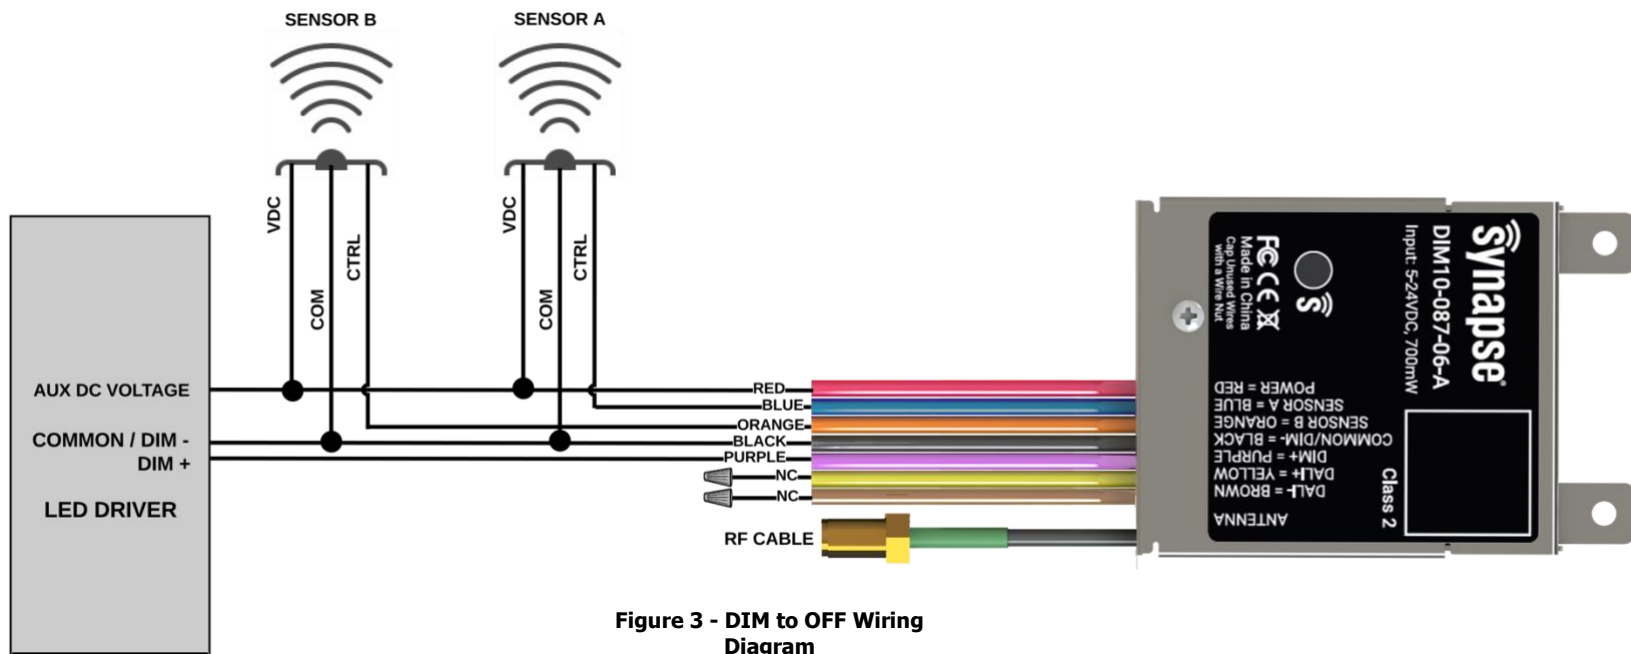 SENSOR B
SENSOR A
VDC
COM
CTRL
VDC
COM
CTRL
AUX DC VOLTAGE
COMMON / DIM -
DIM +
LED DRIVER
RED
BLUE
ORANGE
BLACK
PURPLE
NC
NC
RF CABLE
Synapse
DIM10-087-06-A
Input: 5-24VDC, 700mW
FC CE
Made in China
Cap Unused Wires
with a Wire Nut
POWER = RED
SENSOR A = BLUE
SENSOR B = ORANGE
COMMON/DIM- = BLACK
DIM+ = PURPLE
DALI+ = YELLOW
DALI- = BROWN
ANTENNA
Class 2
Figure 3 - DIM to OFF Wiring
Diagram